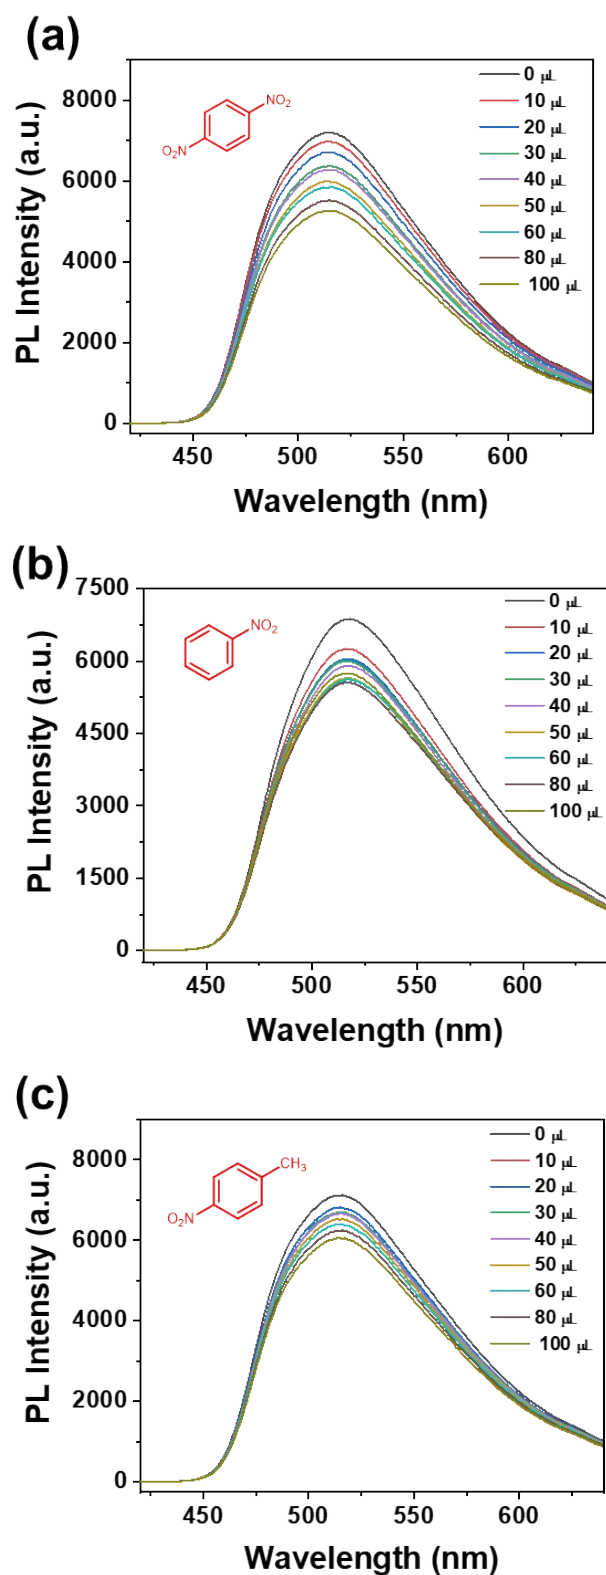 (a)
8000
6000
4000
2000
0
PL Intensity (a.u.)
NO2
O2N
0 μL
10 μL
20 μL
30 μL
40 μL
50 μL
60 μL
80 μL
100 μL
450 500 550 600
Wavelength (nm)
(b)
7500
6000
4500
3000
1500
0
PL Intensity (a.u.)
NO2
0 μL
10 μL
20 μL
30 μL
40 μL
50 μL
60 μL
80 μL
100 μL
450 500 550 600
Wavelength (nm)
(c)
8000
6000
4000
2000
0
PL Intensity (a.u.)
CH3
O2N
0 μL
10 μL
20 μL
30 μL
40 μL
50 μL
60 μL
80 μL
100 μL
450 500 550 600
Wavelength (nm)